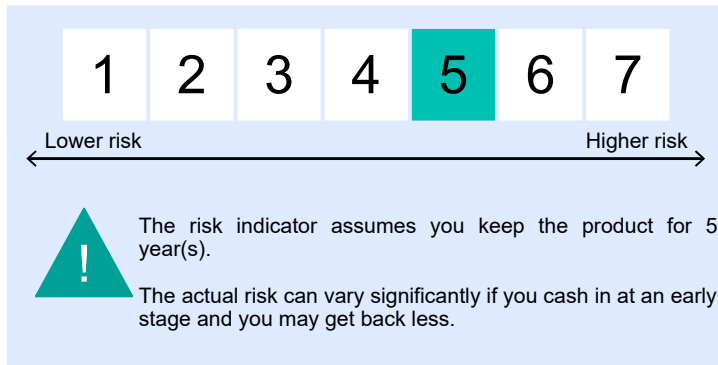 1 2 3 4 5 6 7
Lower risk Higher risk
The risk indicator assumes you keep the product for 5
year(s).
!
The actual risk can vary significantly if you cash in at an early
stage and you may get back less.